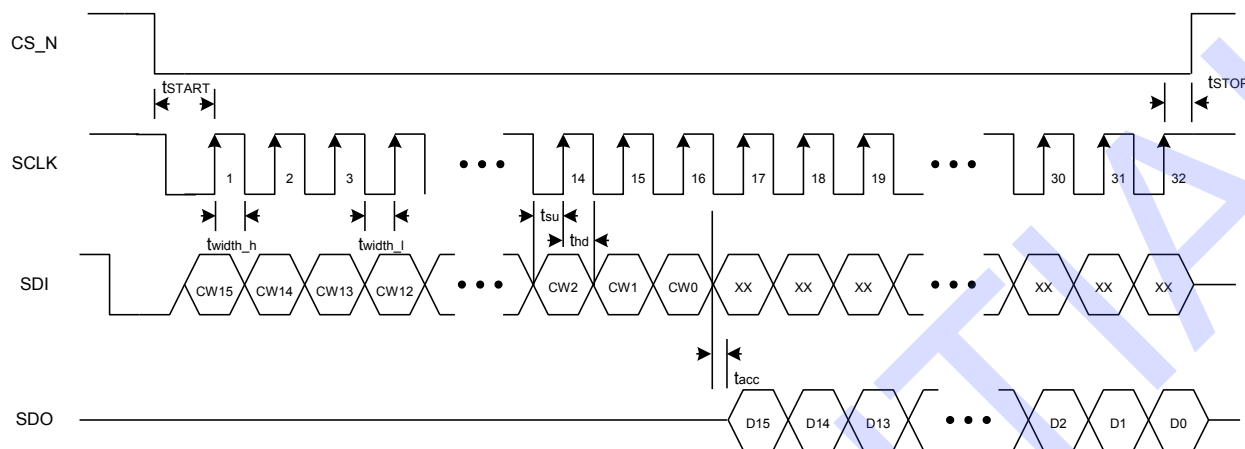 CS_N
tSTART
tSTOP
SCLK
1 2 3 ••• 14 15 16 17 18 19 ••• 30 31 32
twidth_h twidth_l tsu thd
SDI
CW15 CW14 CW13 CW12 ••• CW2 CW1 CW0 XX XX XX ••• XX XX XX
tacc
SDO
D15 D14 D13 ••• D2 D1 D0